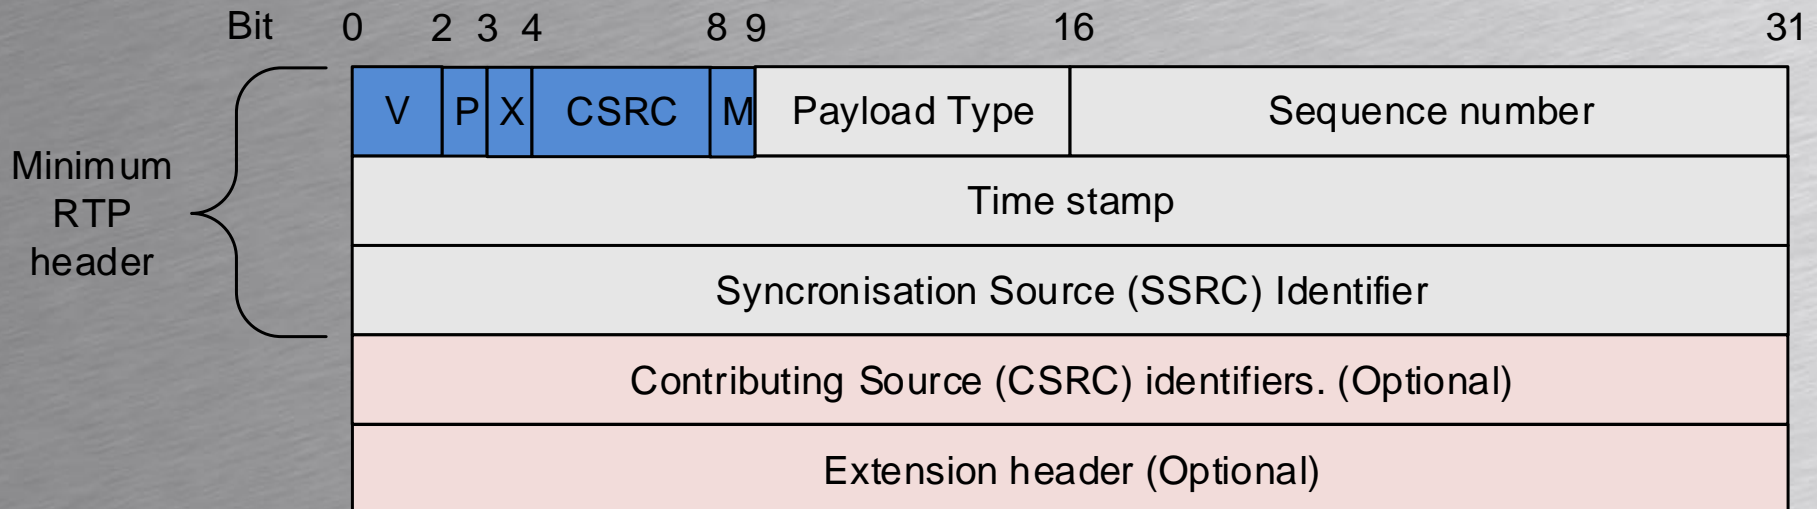 Bit 0 2 3 4 8 9 16 31
V P X CSRC M Payload Type Sequence number
Minimum
RTP
header
Time stamp
Syncronisation Source (SSRC) Identifier
Contributing Source (CSRC) identifiers. (Optional)
Extension header (Optional)